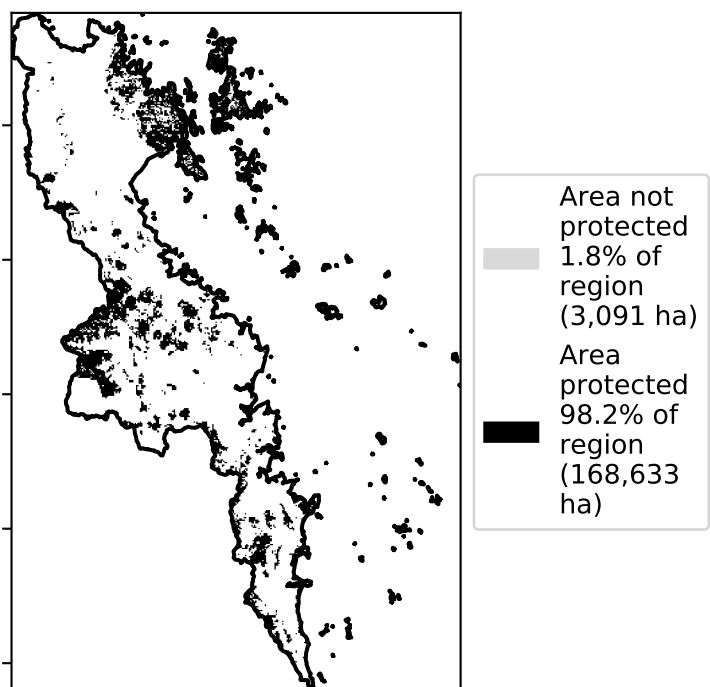 Area not
protected
1.8% of
region
(3,091 ha)
Area
protected
98.2% of
region
(168,633
ha)